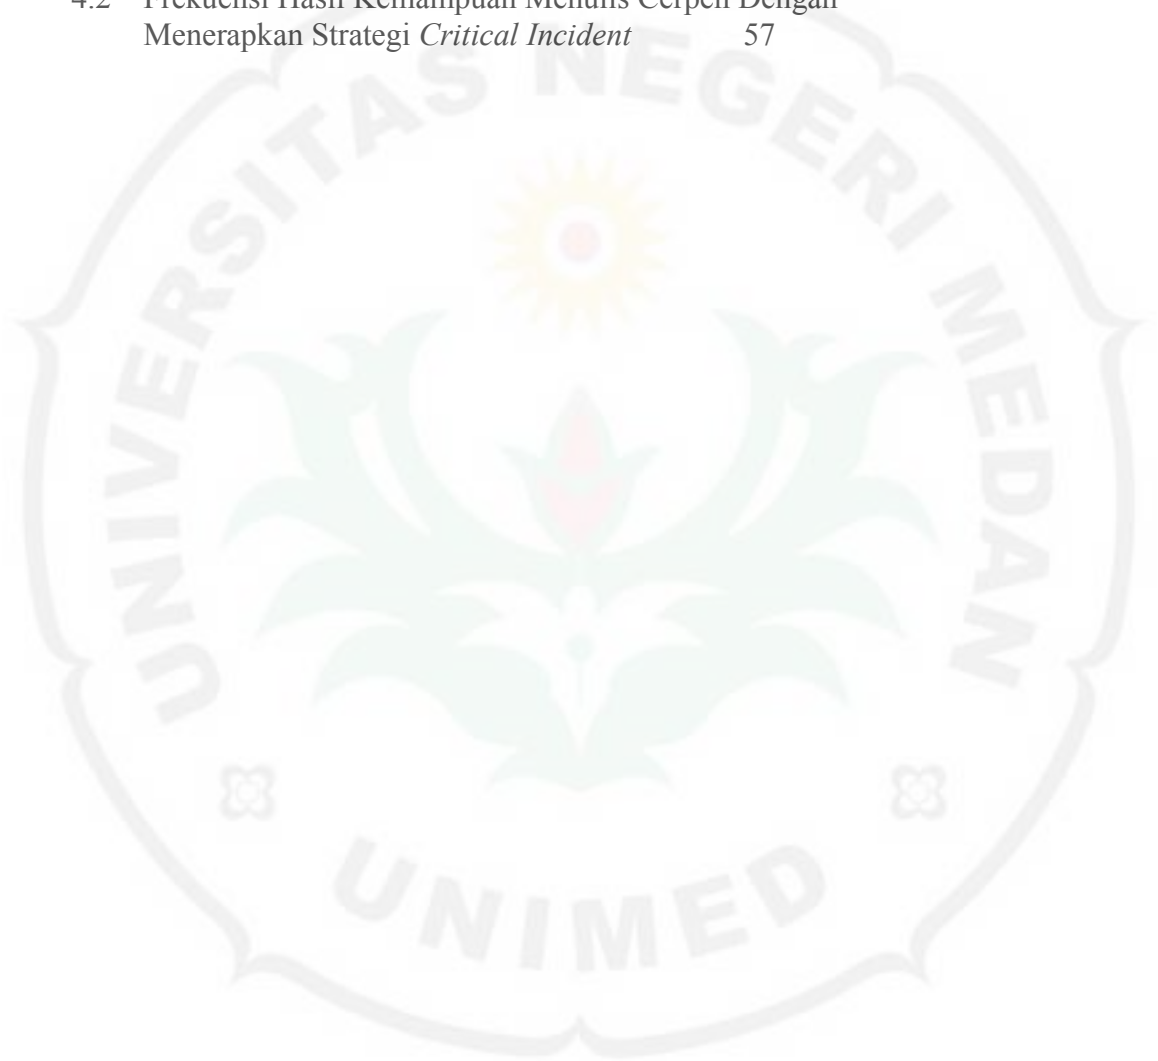 4.2 Frekuensi Hasil Kemampuan Menulis Cerpen Dengan
Menerapkan Strategi Critical Incident 57
UNIVERSITAS NEGERI MEDAN
UNIMED